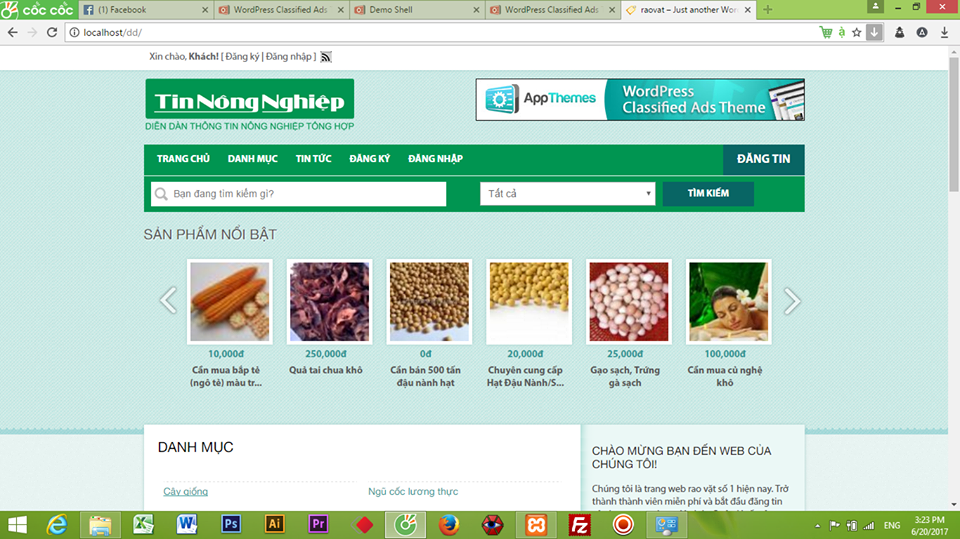 cốc cốc
(1) Facebook
WordPress Classified Ads
Demo Shell
WordPress Classified Ads
raovat – Just another Wor
localhost/dd/
Xin chào, Khách! [ Đăng ký | Đăng nhập ]
Tin Nông Nghiệp
DIỄN ĐÀN THÔNG TIN NÔNG NGHIỆP TỔNG HỢP
AppThemes
WordPress
Classified Ads Theme
TRANG CHỦ
DANH MỤC
TIN TỨC
ĐĂNG KÝ
ĐĂNG NHẬP
ĐĂNG TIN
Bạn đang tìm kiếm gì?
Tất cả
TÌM KIẾM
SẢN PHẨM NỔI BẬT
10,000đ
250,000đ
0đ
20,000đ
25,000đ
100,000đ
Cần mua bắp tẻ
(ngô tẻ) màu tr...
Quả tai chua khô
Cần bán 500 tấn
đậu nành hạt
Chuyên cung cấp
Hạt Đậu Nành/S...
Gạo sạch, Trứng
gà sạch
Cần mua củ nghệ
khô
DANH MỤC
Cây giống
Ngũ cốc lương thực
CHÀO MỪNG BẠN ĐẾN WEB CỦA
CHÚNG TÔI!
Chúng tôi là trang web rao vặt số 1 hiện nay. Trở
thành thành viên miễn phí và bắt đầu đăng tin
Ps
Ai
Pr
Fz
ENG
3:23 PM
6/20/2017